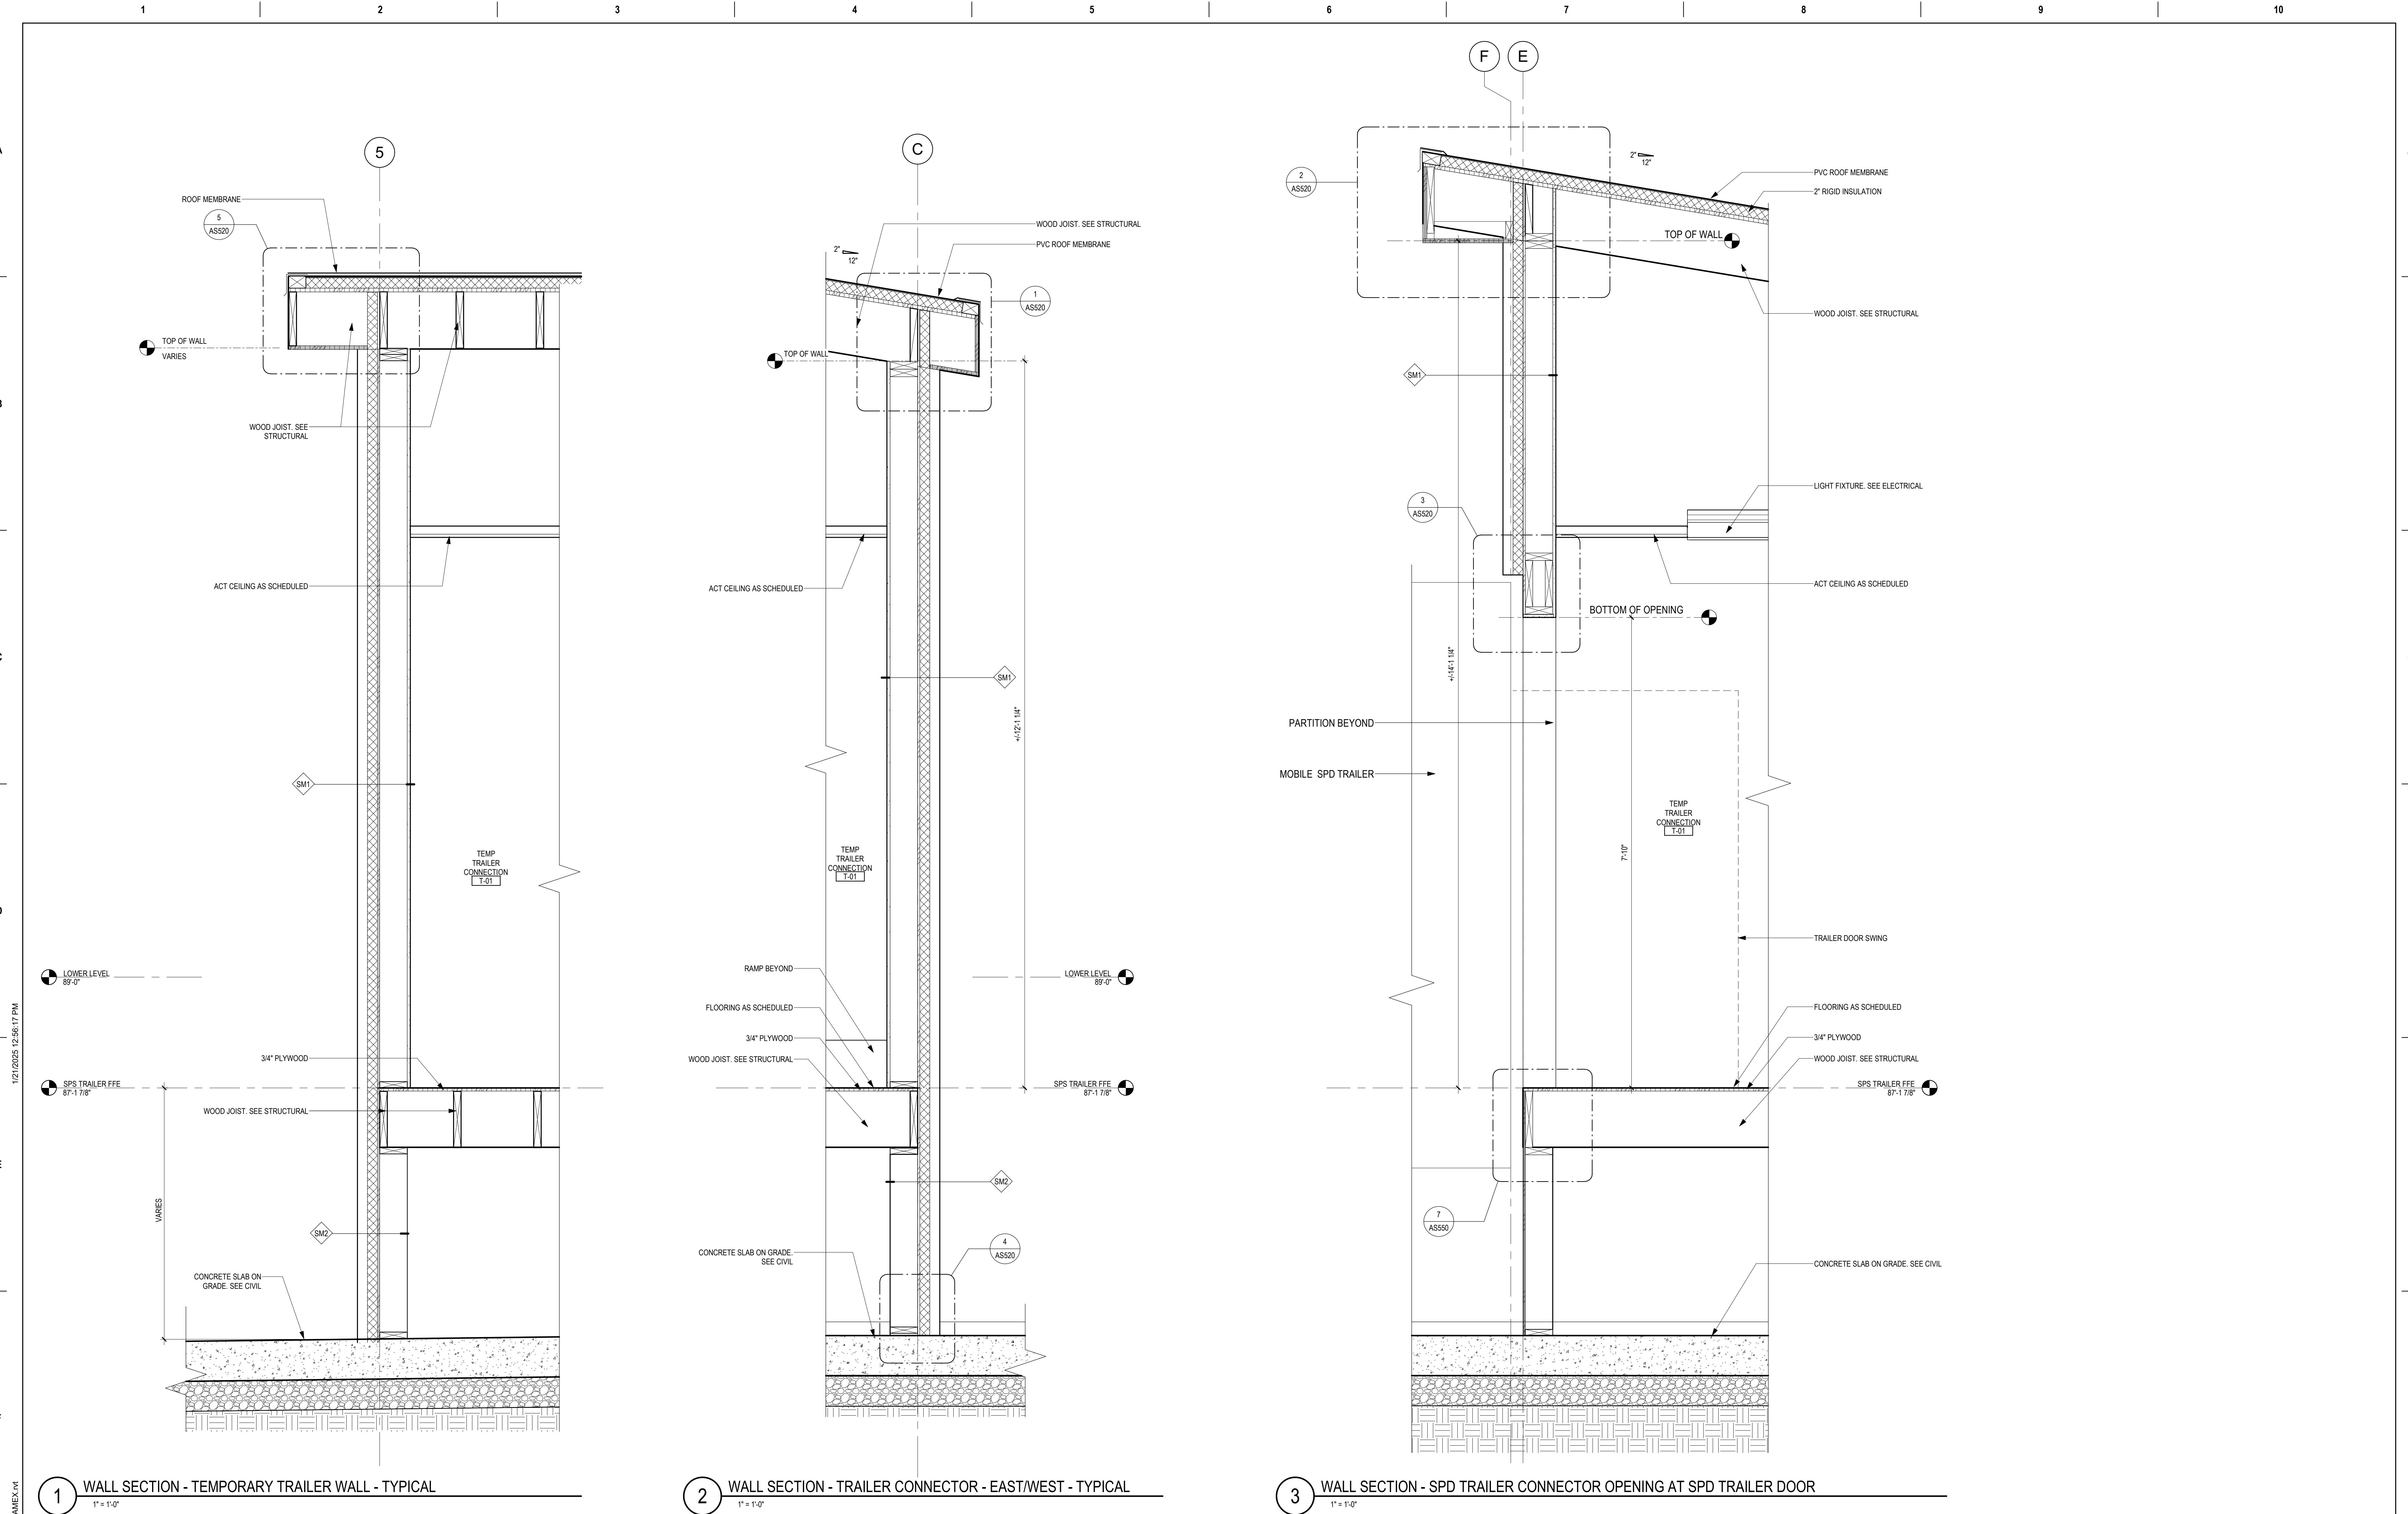 1 2 3 4 5 6 7 8 9 10
5
ROOF MEMBRANE
5
AS520
TOP OF WALL
VARIES
WOOD JOIST. SEE
STRUCTURAL
ACT CEILING AS SCHEDULED
SM1
TEMP
TRAILER
CONNECTION
T-01
LOWER LEVEL
89'-0"
3/4" PLYWOOD
SPS TRAILER FFE
87'-1 7/8"
WOOD JOIST. SEE STRUCTURAL
VARIES
SM2
CONCRETE SLAB ON
GRADE. SEE CIVIL
1
WALL SECTION - TEMPORARY TRAILER WALL - TYPICAL
1" = 1'-0"
C
WOOD JOIST. SEE STRUCTURAL
PVC ROOF MEMBRANE
2"
12"
1
AS520
TOP OF WALL
ACT CEILING AS SCHEDULED
SM1
+/-12'-1 1/4"
TEMP
TRAILER
CONNECTION
T-01
RAMP BEYOND
LOWER LEVEL
89'-0"
FLOORING AS SCHEDULED
3/4" PLYWOOD
WOOD JOIST. SEE STRUCTURAL
SPS TRAILER FFE
87'-1 7/8"
SM2
4
AS520
CONCRETE SLAB ON GRADE.
SEE CIVIL
2
WALL SECTION - TRAILER CONNECTOR - EAST/WEST - TYPICAL
1" = 1'-0"
F E
2"
12"
2
AS520
PVC ROOF MEMBRANE
2" RIGID INSULATION
TOP OF WALL
WOOD JOIST. SEE STRUCTURAL
SM1
LIGHT FIXTURE. SEE ELECTRICAL
3
AS520
ACT CEILING AS SCHEDULED
BOTTOM OF OPENING
+/-14'-1 1/4"
PARTITION BEYOND
MOBILE SPD TRAILER
TEMP
TRAILER
CONNECTION
T-01
7'-10"
TRAILER DOOR SWING
FLOORING AS SCHEDULED
3/4" PLYWOOD
WOOD JOIST. SEE STRUCTURAL
SPS TRAILER FFE
87'-1 7/8"
7
AS550
CONCRETE SLAB ON GRADE. SEE CIVIL
3
WALL SECTION - SPD TRAILER CONNECTOR OPENING AT SPD TRAILER DOOR
1" = 1'-0"
1/21/2025 12:56:17 PM
AMEX.rvt